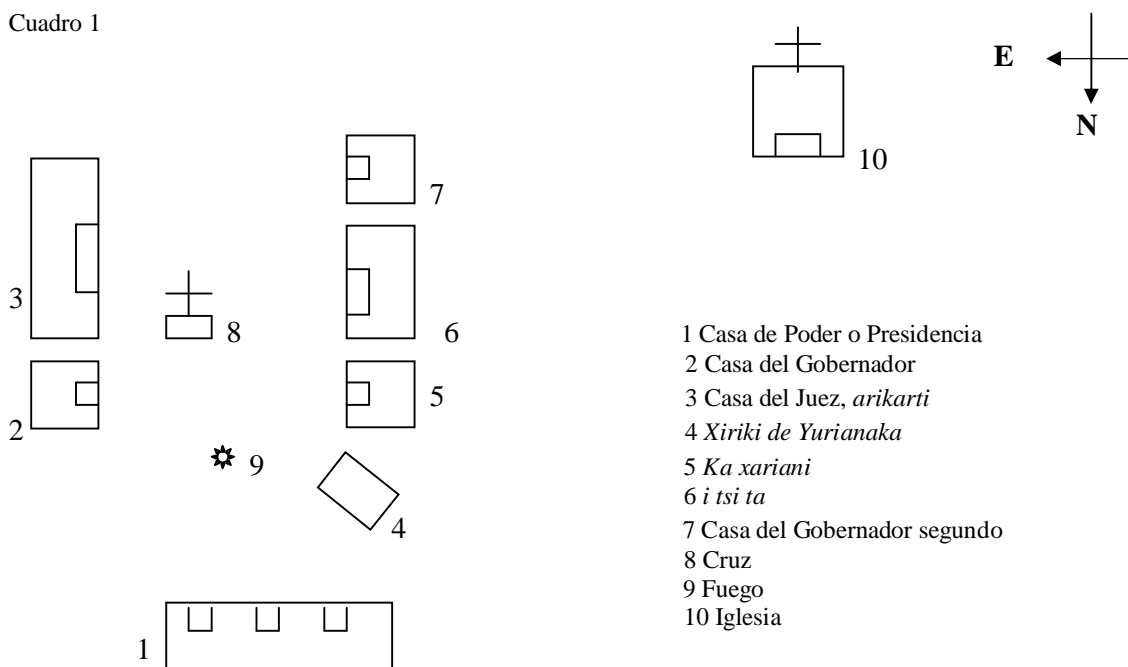 Cuadro 1
E
N
10
7
3
8
6
5
2
9
4
1
1 Casa de Poder o Presidencia
2 Casa del Gobernador
3 Casa del Juez, arikarti
4 Xiriki de Yurianaka
5 Ka xariani
6 i tsi ta
7 Casa del Gobernador segundo
8 Cruz
9 Fuego
10 Iglesia